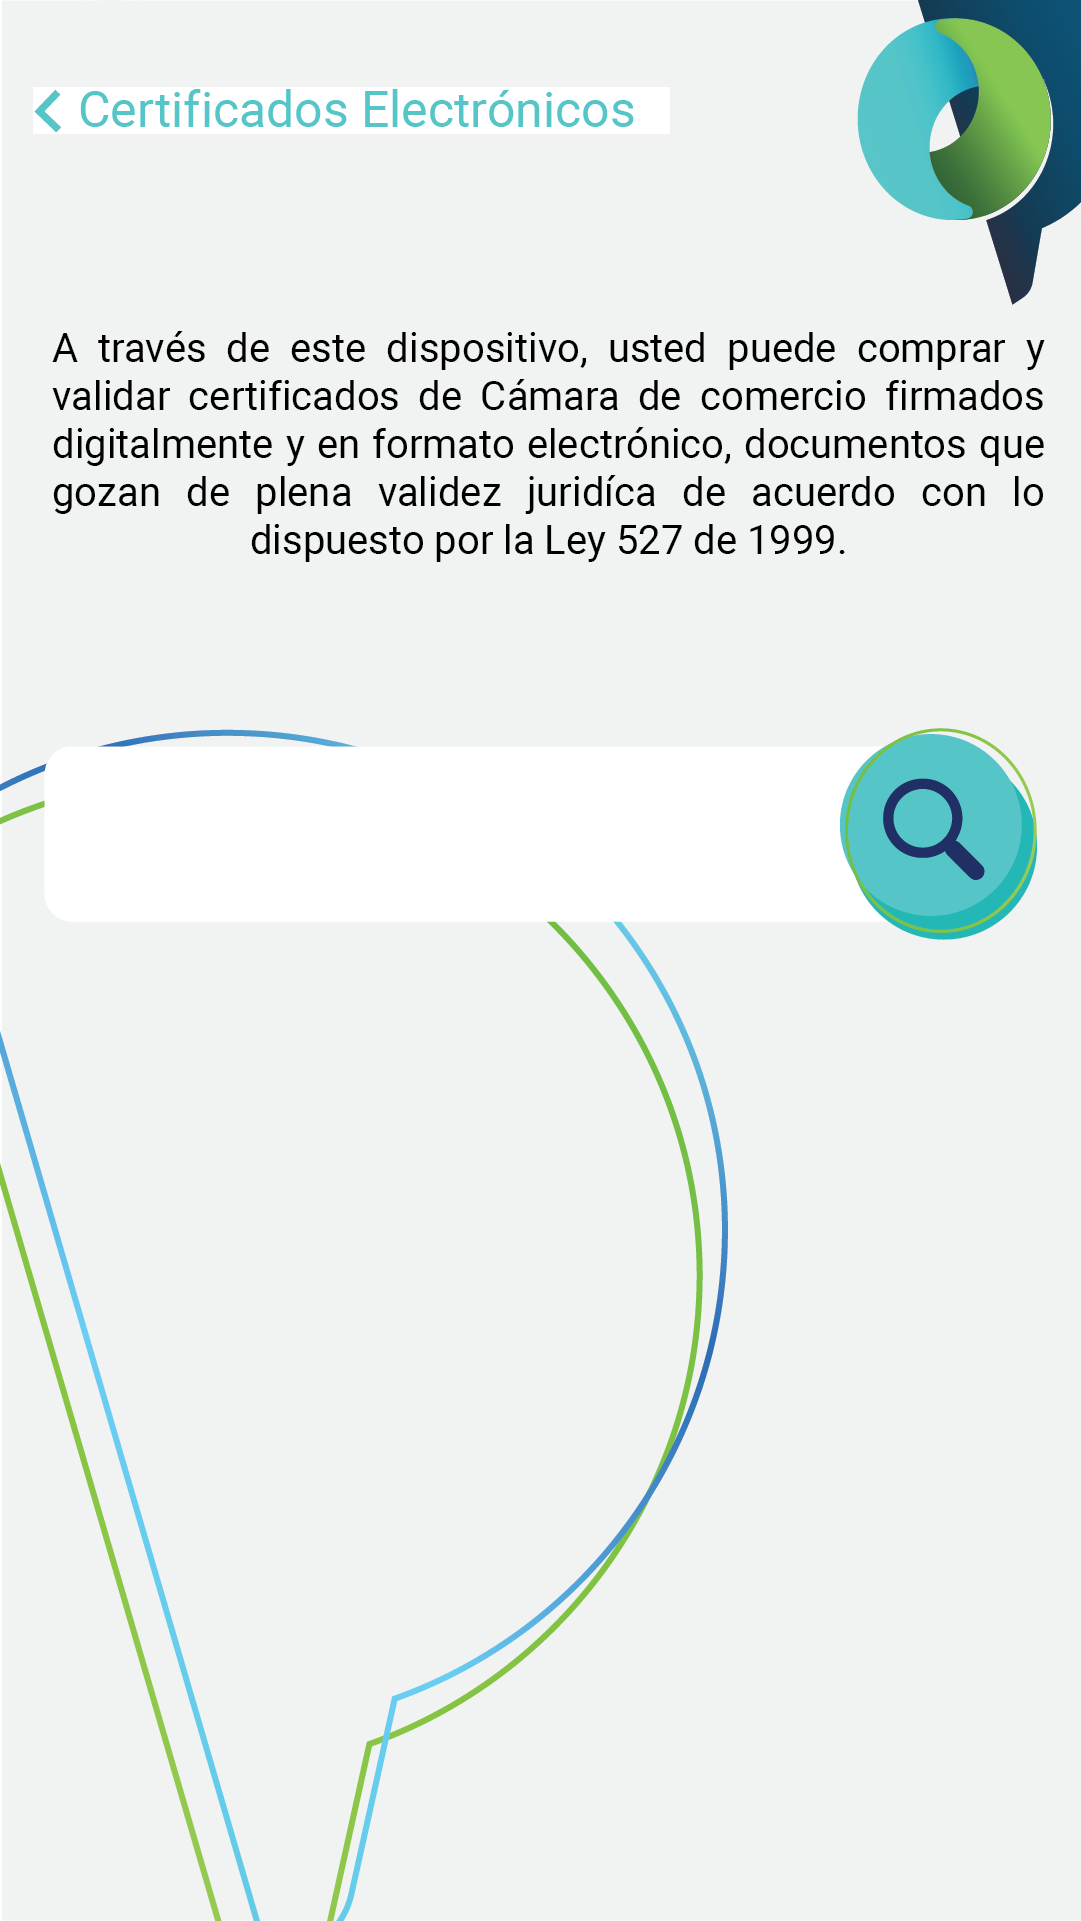 Certificados Electrónicos
A través de este dispositivo, usted puede comprar y
validar certificados de Cámara de comercio firmados
digitalmente y en formato electrónico, documentos que
gozan de plena validez juridíca de acuerdo con lo
dispuesto por la Ley 527 de 1999.